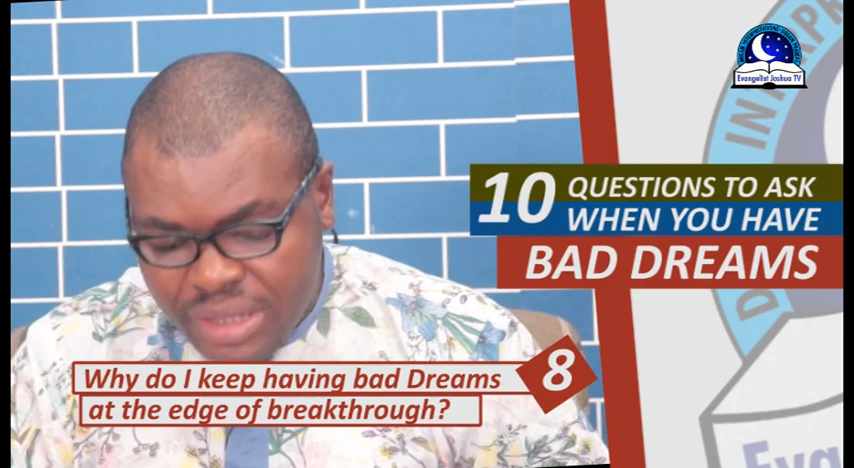 Evangelist Joshua TV
10 QUESTIONS TO ASK
WHEN YOU HAVE
BAD DREAMS
Why do I keep having bad Dreams
at the edge of breakthrough?
8